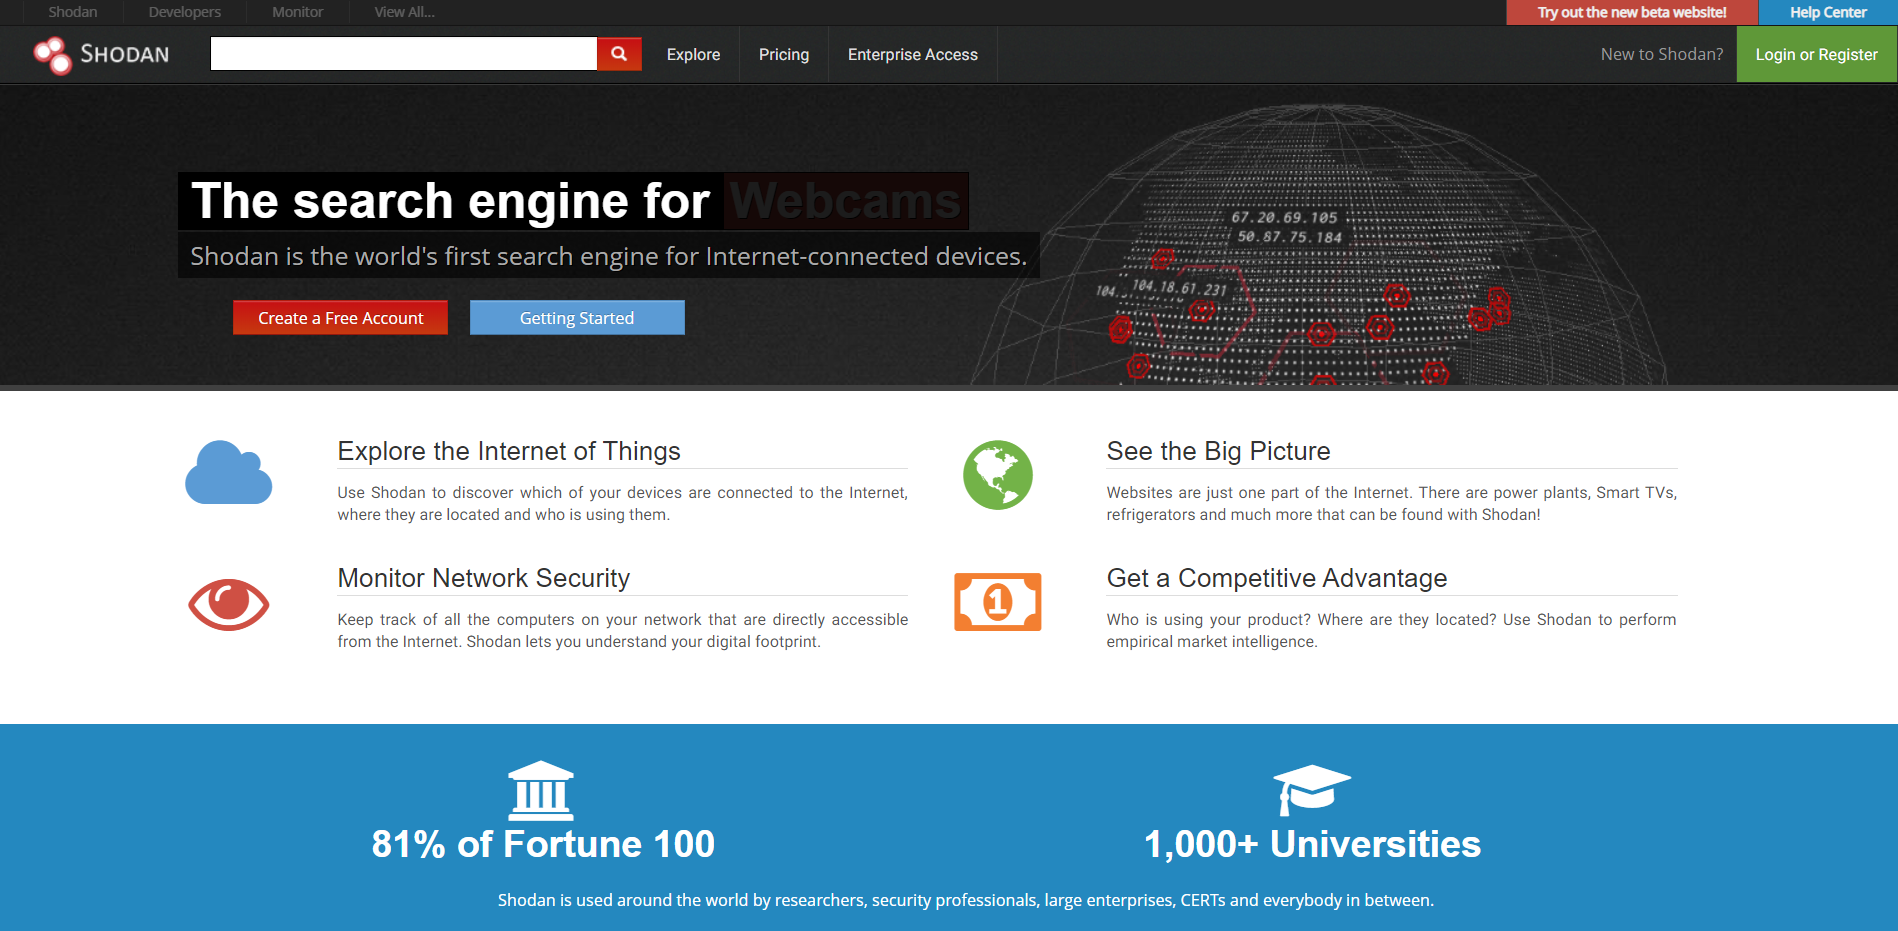 Shodan Developers Monitor View All... Try out the new beta website! Help Center
SHODAN Explore Pricing Enterprise Access New to Shodan? Login or Register
The search engine for Webcams
Shodan is the world's first search engine for Internet-connected devices.
Create a Free Account Getting Started
67.20.69.105
50.87.75.184
104. 104.18.61.231
Explore the Internet of Things
Use Shodan to discover which of your devices are connected to the Internet,
where they are located and who is using them.
See the Big Picture
Websites are just one part of the Internet. There are power plants, Smart TVs,
refrigerators and much more that can be found with Shodan!
Monitor Network Security
Keep track of all the computers on your network that are directly accessible
from the Internet. Shodan lets you understand your digital footprint.
1
Get a Competitive Advantage
Who is using your product? Where are they located? Use Shodan to perform
empirical market intelligence.
81% of Fortune 100
1,000+ Universities
Shodan is used around the world by researchers, security professionals, large enterprises, CERTs and everybody in between.